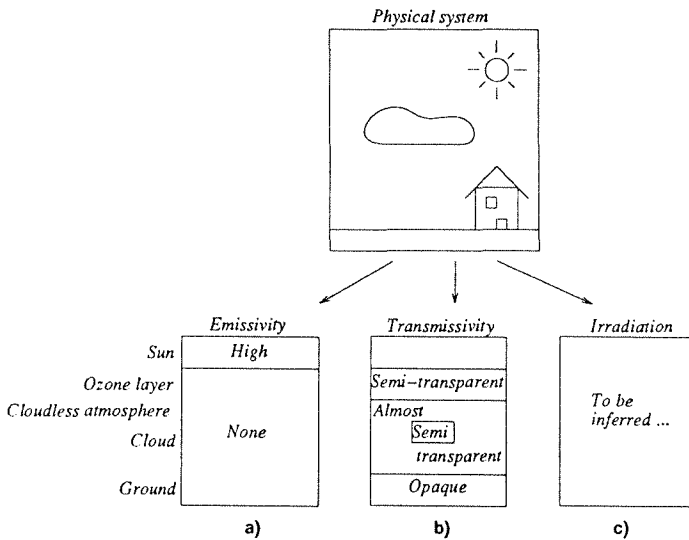 Physical system
Emissivity
Transmissivity
Irradiation
Sun
High
Ozone layer
Semi-transparent
Cloudless atmosphere
Almost
To be
inferred ...
Cloud
None
Semi
transparent
Ground
Opaque
a)
b)
c)